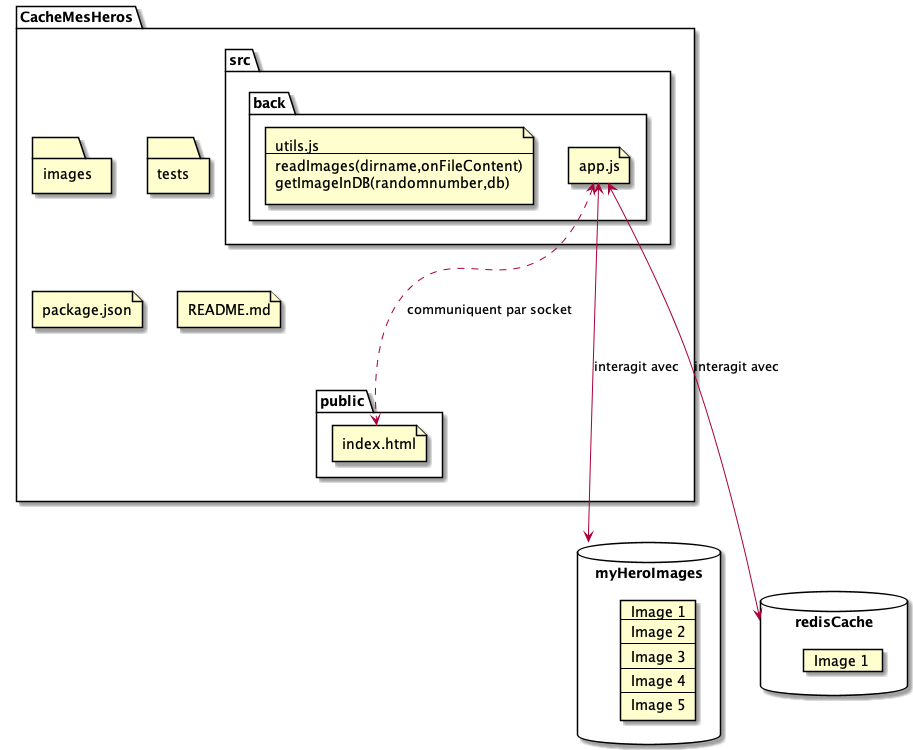 CacheMesHeros
src
back
utils.js
readImages(dirname,onFileContent)
getImageInDB(randomnumber,db)
app.js
images
tests
package.json
README.md
communiquent par socket
interagit avec
interagit avec
public
index.html
myHeroImages
Image 1
Image 2
Image 3
Image 4
Image 5
redisCache
Image 1